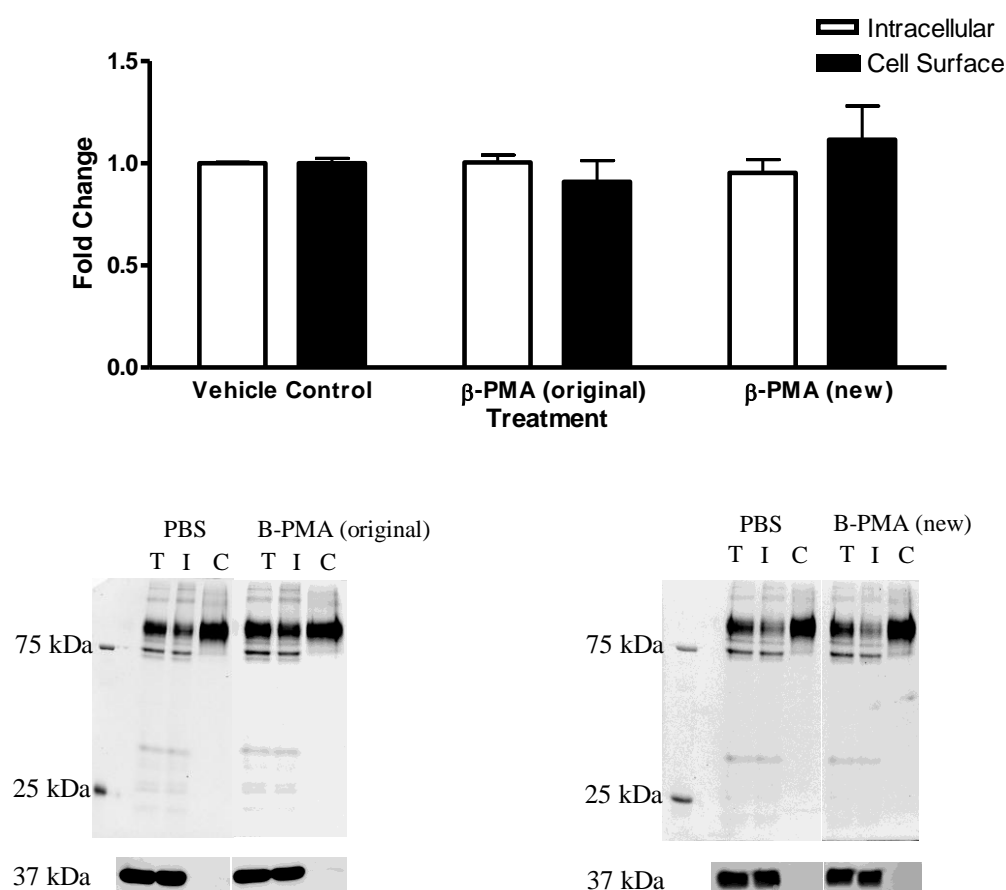 Intracellular
Cell Surface
1.5
1.0
0.5
0.0
Fold Change
Vehicle Control
β-PMA (original)
β-PMA (new)
Treatment
PBS
B-PMA (original)
T I C
T I C
75 kDa
25 kDa
37 kDa
PBS
B-PMA (new)
T I C
T I C
75 kDa
25 kDa
37 kDa